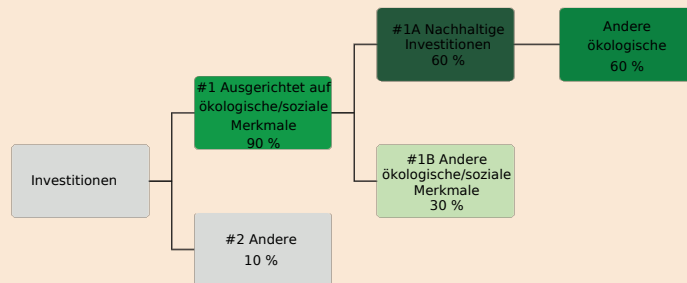 Investitionen
#1 Ausgerichtet auf
ökologische/soziale
Merkmale
90 %
#2 Andere
10 %
#1A Nachhaltige
Investitionen
60 %
#1B Andere
ökologische/soziale
Merkmale
30 %
Andere
ökologische
60 %